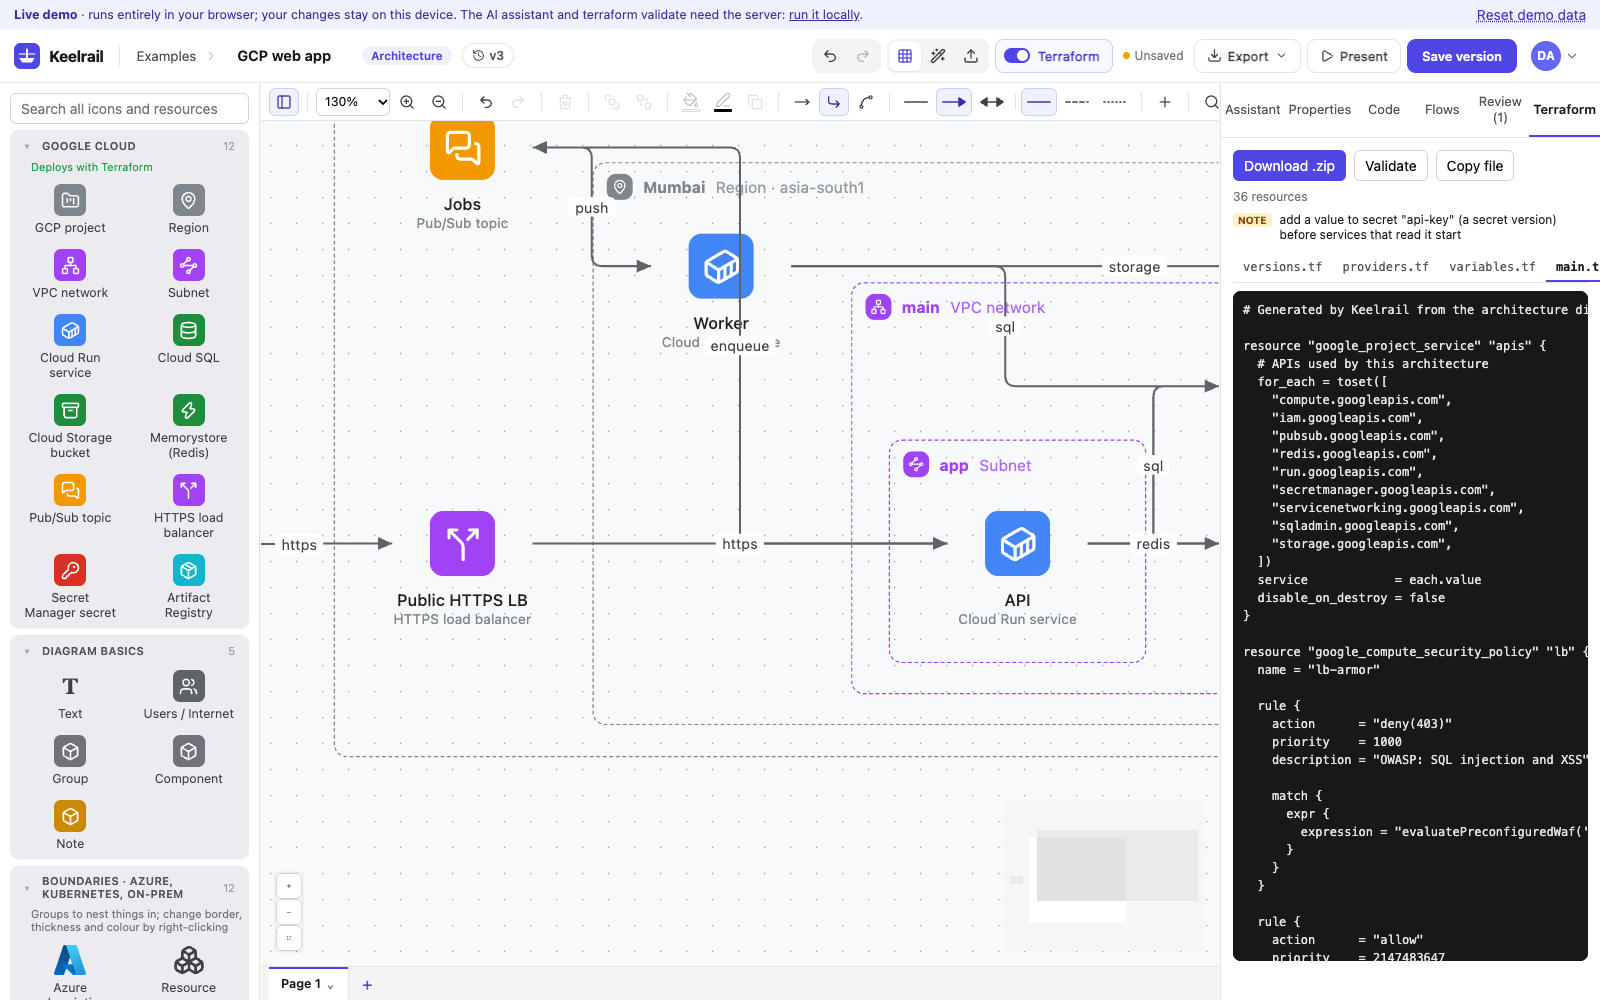 Live demo · runs entirely in your browser; your changes stay on this device. The AI assistant and terraform validate need the server: run it locally.
Reset demo data
Keelrail
Examples
GCP web app
Architecture
v3
Terraform
Unsaved
Export
Present
Save version
DA
Search all icons and resources
GOOGLE CLOUD 12
Deploys with Terraform
GCP project
Region
VPC network
Subnet
Cloud Run service
Cloud SQL
Cloud Storage bucket
Memorystore (Redis)
Pub/Sub topic
HTTPS load balancer
Secret Manager secret
Artifact Registry
DIAGRAM BASICS 5
T
Text
Users / Internet
Group
Component
Note
BOUNDARIES · AZURE, KUBERNETES, ON-PREM 12
Groups to nest things in; change border, thickness and colour by right-clicking
Azure
Resource
130%
Jobs
Pub/Sub topic
push
Mumbai Region · asia-south1
Worker
Cloud
enqueue
storage
main VPC network
sql
app Subnet
sql
https
Public HTTPS LB
HTTPS load balancer
https
API
Cloud Run service
redis
Page 1
Assistant
Properties
Code
Flows
Review (1)
Terraform
Download .zip
Validate
Copy file
36 resources
NOTE add a value to secret "api-key" (a secret version)
before services that read it start
versions.tf
providers.tf
variables.tf
main.t
# Generated by Keelrail from the architecture di
resource "google_project_service" "apis" {
# APIs used by this architecture
for_each = toset([
"compute.googleapis.com",
"iam.googleapis.com",
"pubsub.googleapis.com",
"redis.googleapis.com",
"run.googleapis.com",
"secretmanager.googleapis.com",
"servicenetworking.googleapis.com",
"sqladmin.googleapis.com",
"storage.googleapis.com",
])
service = each.value
disable_on_destroy = false
}
resource "google_compute_security_policy" "lb" {
name = "lb-armor"
rule {
action = "deny(403)"
priority = 1000
description = "OWASP: SQL injection and XSS"
match {
expr {
expression = "evaluatePreconfiguredWaf('
}
}
}
rule {
action = "allow"
priority = 2147483647